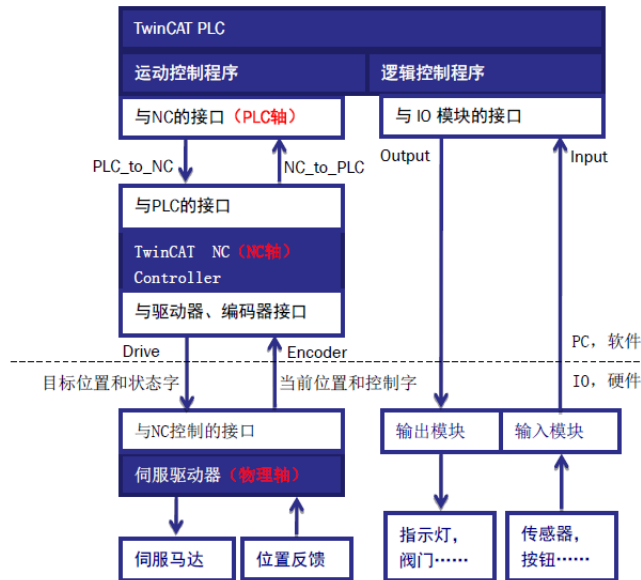 TwinCAT PLC
运动控制程序
逻辑控制程序
与NC的接口(PLC轴)
与 IO 模块的接口
PLC_to_NC
NC_to_PLC
Output
Input
与PLC的接口
TwinCAT NC(NC轴)
Controller
与驱动器、编码器接口
Drive
Encoder
PC，软件
目标位置和状态字
当前位置和控制字
IO，硬件
与NC控制的接口
输出模块
输入模块
伺服驱动器(物理轴)
伺服马达
位置反馈
指示灯，
阀门……
传感器，
按钮……